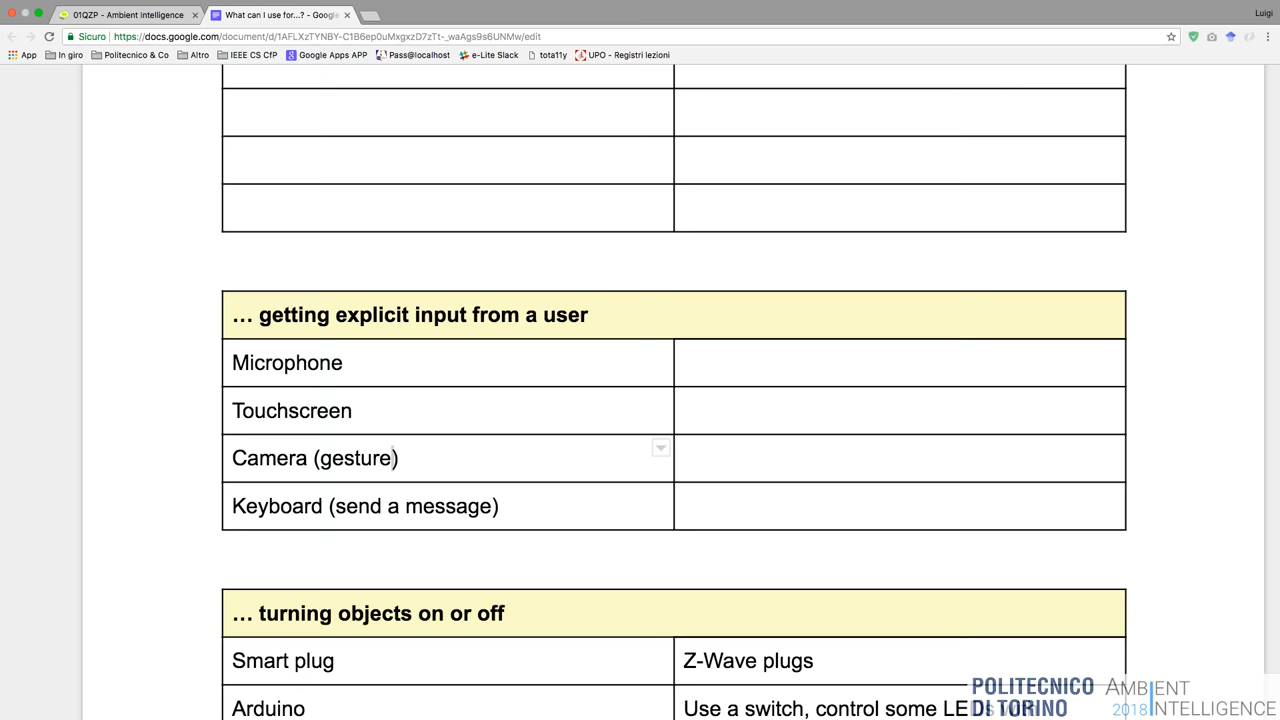 01QZP - Ambient Intelligence
What can I use for...? - Google
Luigi
Sicuro
https://docs.google.com/document/d/1AFLXzTYNBY-C1B6ep0uMxgxzD7zTt-_waAgs9s6UNMw/edit
App
In giro
Politecnico & Co
Altro
IEEE CS CfP
Google Apps APP
Pass@localhost
e-Lite Slack
tota11y
UPO - Registri lezioni
… getting explicit input from a user
Microphone
Touchscreen
Camera (gesture)
Keyboard (send a message)
… turning objects on or off
Smart plug
Z-Wave plugs
Arduino
Use a switch, control some LE
POLITECNICO
DI TORINO
AMBIENT
2018 INTELLIGENCE